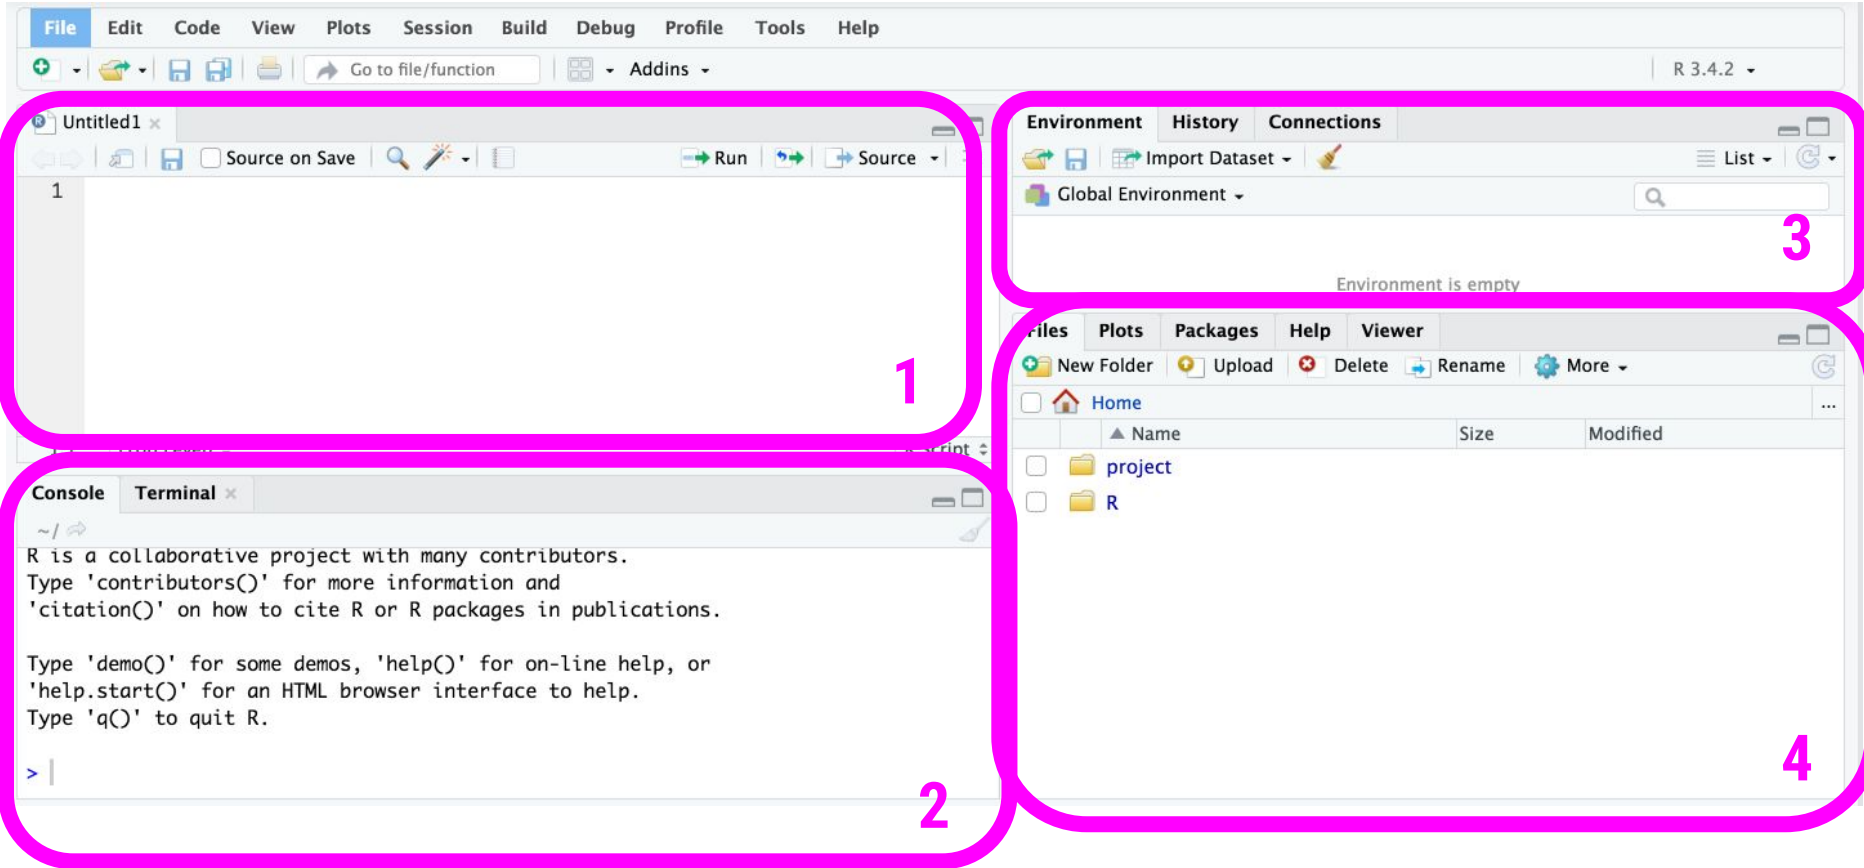 File Edit Code View Plots Session Build Debug Profile Tools Help
Go to file/function Addins R 3.4.2
Untitled1
Source on Save Run Source
1
1
Console Terminal
~/
R is a collaborative project with many contributors.
Type 'contributors()' for more information and
'citation()' on how to cite R or R packages in publications.
Type 'demo()' for some demos, 'help()' for on-line help, or
'help.start()' for an HTML browser interface to help.
Type 'q()' to quit R.
>
2
Environment History Connections
Import Dataset List
Global Environment
3
Environment is empty
Files Plots Packages Help Viewer
New Folder Upload Delete Rename More
Home ...
Name Size Modified
project
R
4